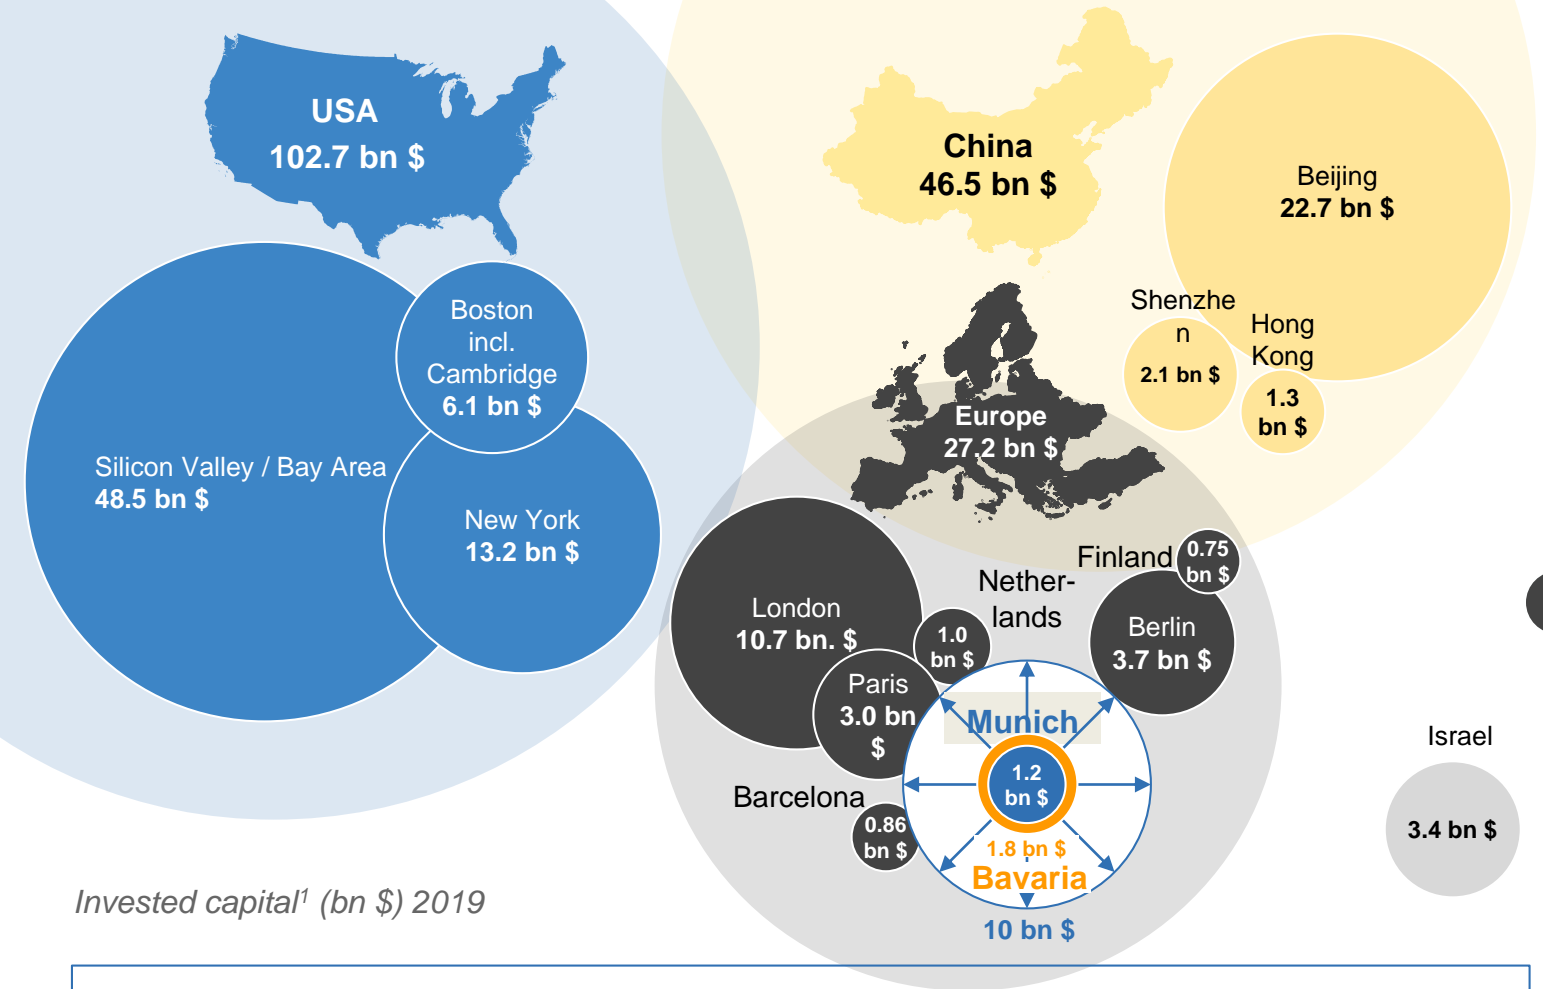 USA
102.7 bn $
China
46.5 bn $
Beijing
22.7 bn $
Boston
incl.
Cambridge
6.1 bn $
Shenzhe
n
2.1 bn $
Hong
Kong
1.3
bn $
Europe
27.2 bn $
Silicon Valley / Bay Area
48.5 bn $
New York
13.2 bn $
London
10.7 bn. $
Paris
3.0 bn
$
Nether-
lands
1.0
bn $
Finland
0.75
bn $
Berlin
3.7 bn $
Munich
1.2
bn $
1.8 bn $
Bavaria
10 bn $
Barcelona
0.86
bn $
Israel
3.4 bn $
Invested capital¹ (bn $) 2019